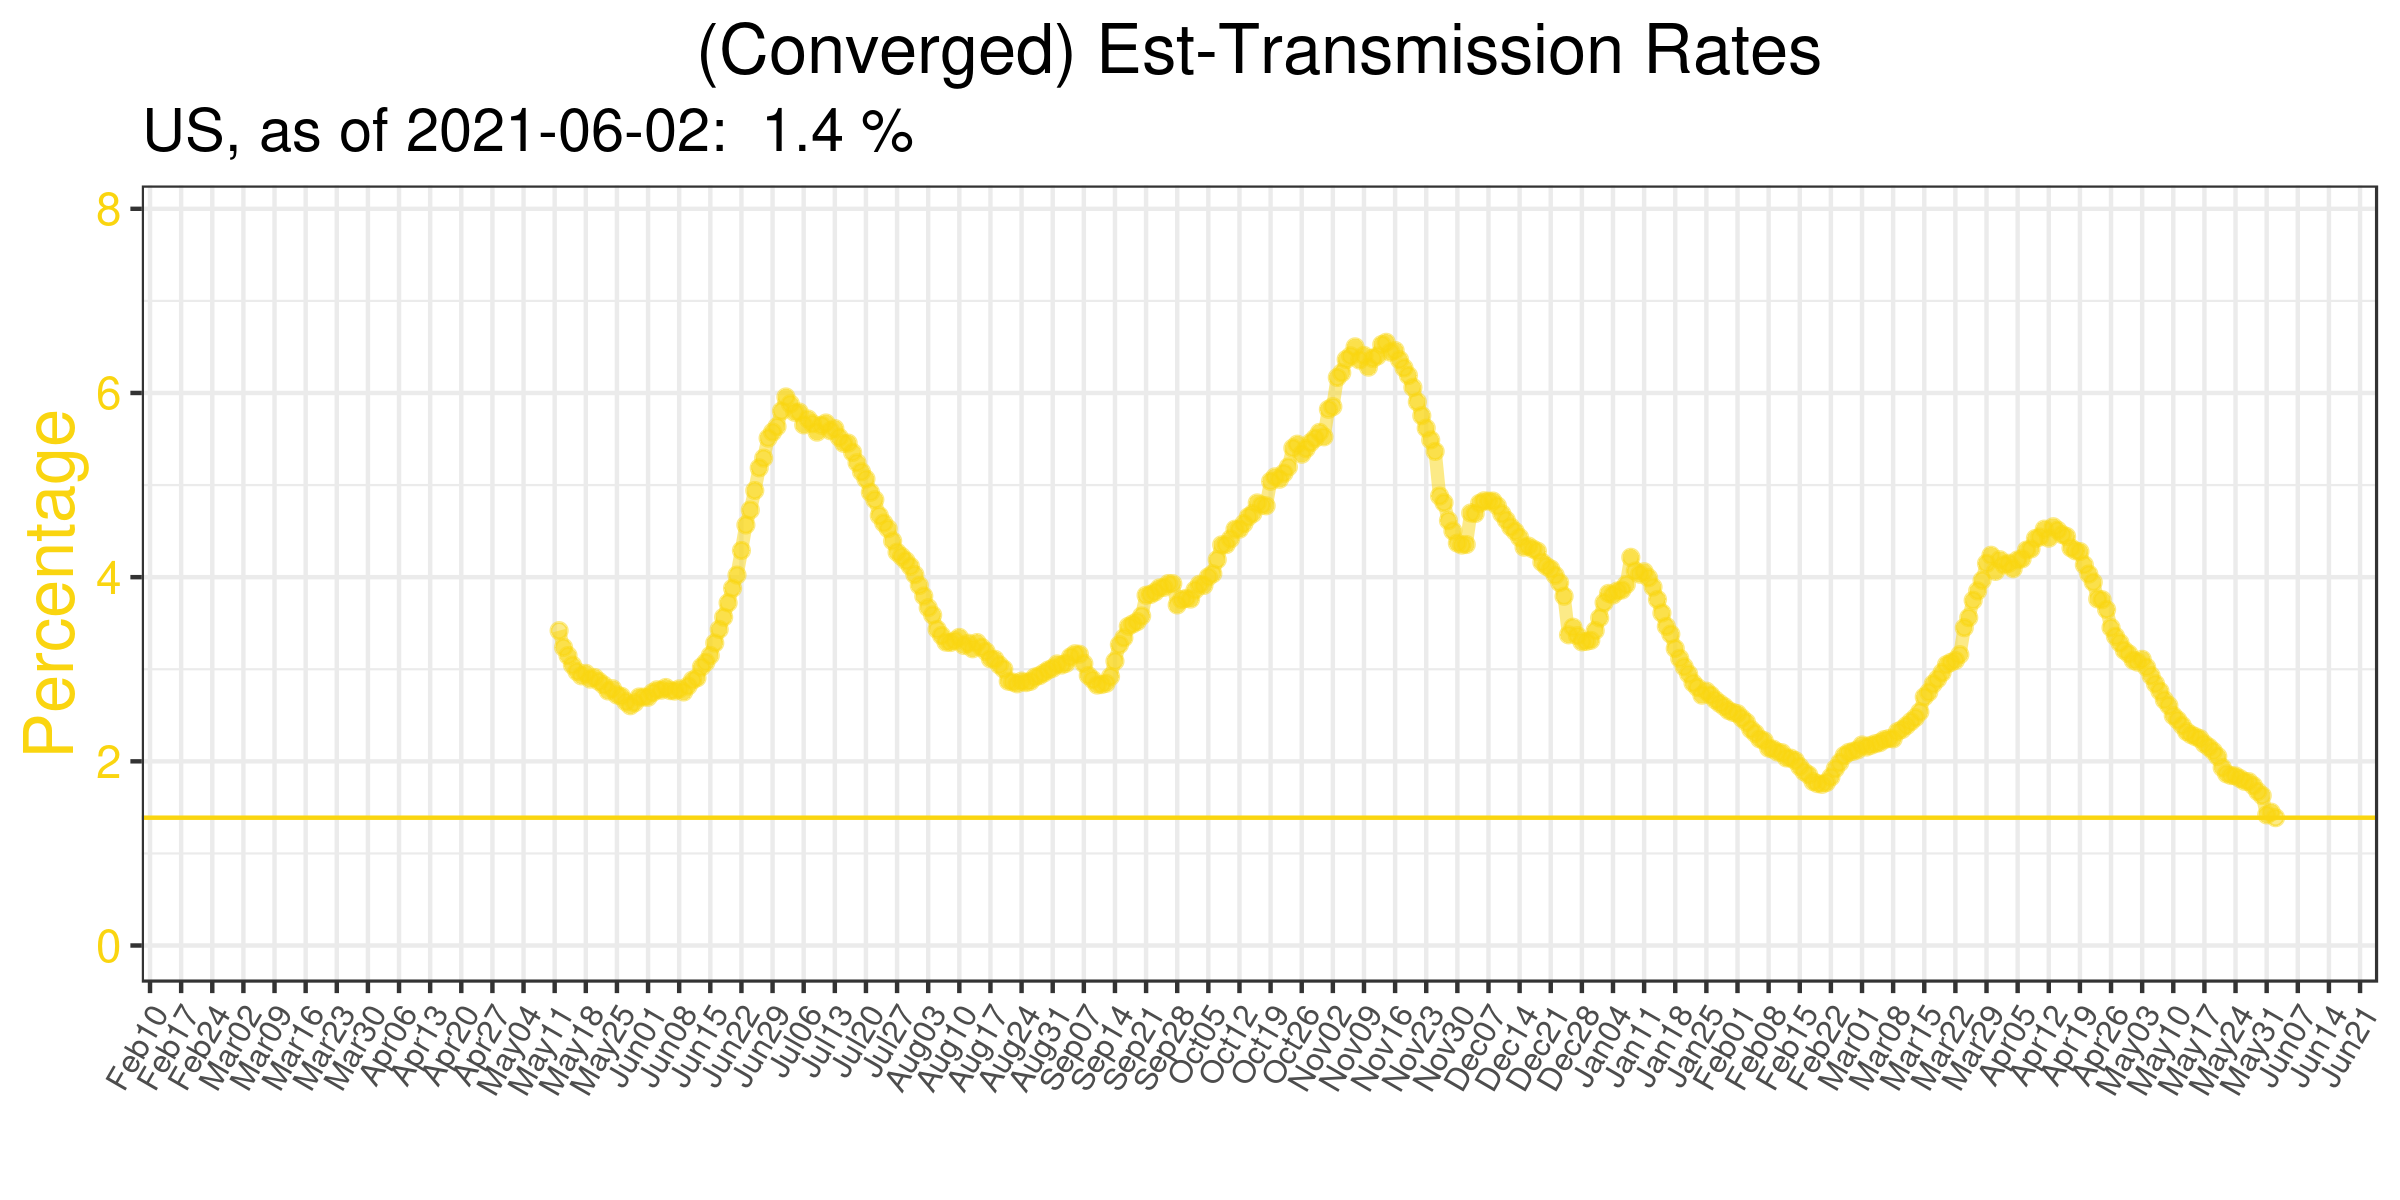 (Converged) Est-Transmission Rates
US, as of 2021-06-02:  1.4 %
Percentage
8
6
4
2
0
Feb10
Feb17
Feb24
Mar02
Mar09
Mar16
Mar23
Mar30
Apr06
Apr13
Apr20
Apr27
May04
May11
May18
May25
Jun01
Jun08
Jun15
Jun22
Jun29
Jul06
Jul13
Jul20
Jul27
Aug03
Aug10
Aug17
Aug24
Aug31
Sep07
Sep14
Sep21
Sep28
Oct05
Oct12
Oct19
Oct26
Nov02
Nov09
Nov16
Nov23
Nov30
Dec07
Dec14
Dec21
Dec28
Jan04
Jan11
Jan18
Jan25
Feb01
Feb08
Feb15
Feb22
Mar01
Mar08
Mar15
Mar22
Mar29
Apr05
Apr12
Apr19
Apr26
May03
May10
May17
May24
May31
Jun07
Jun14
Jun21